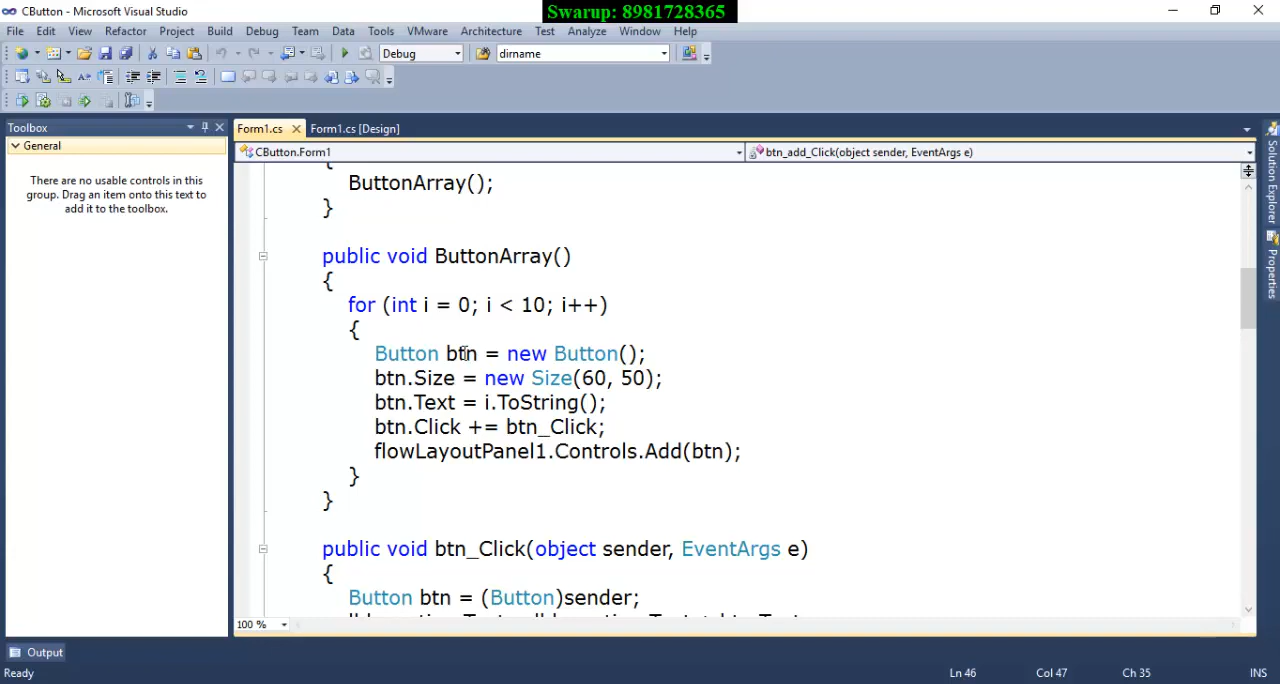 CButton - Microsoft Visual Studio
Swarup: 8981728365
File Edit View Refactor Project Build Debug Team Data Tools VMware Architecture Test Analyze Window Help
Debug dirname
Toolbox
General
There are no usable controls in this
group. Drag an item onto this text to
add it to the toolbox.
Form1.cs Form1.cs [Design]
CButton.Form1 btn_add_Click(object sender, EventArgs e)
{
ButtonArray();
}
public void ButtonArray()
{
for (int i = 0; i < 10; i++)
{
Button btn = new Button();
btn.Size = new Size(60, 50);
btn.Text = i.ToString();
btn.Click += btn_Click;
flowLayoutPanel1.Controls.Add(btn);
}
}
public void btn_Click(object sender, EventArgs e)
{
Button btn = (Button)sender;
100 %
Solution Explorer
Properties
Output
Ready Ln 46 Col 47 Ch 35 INS